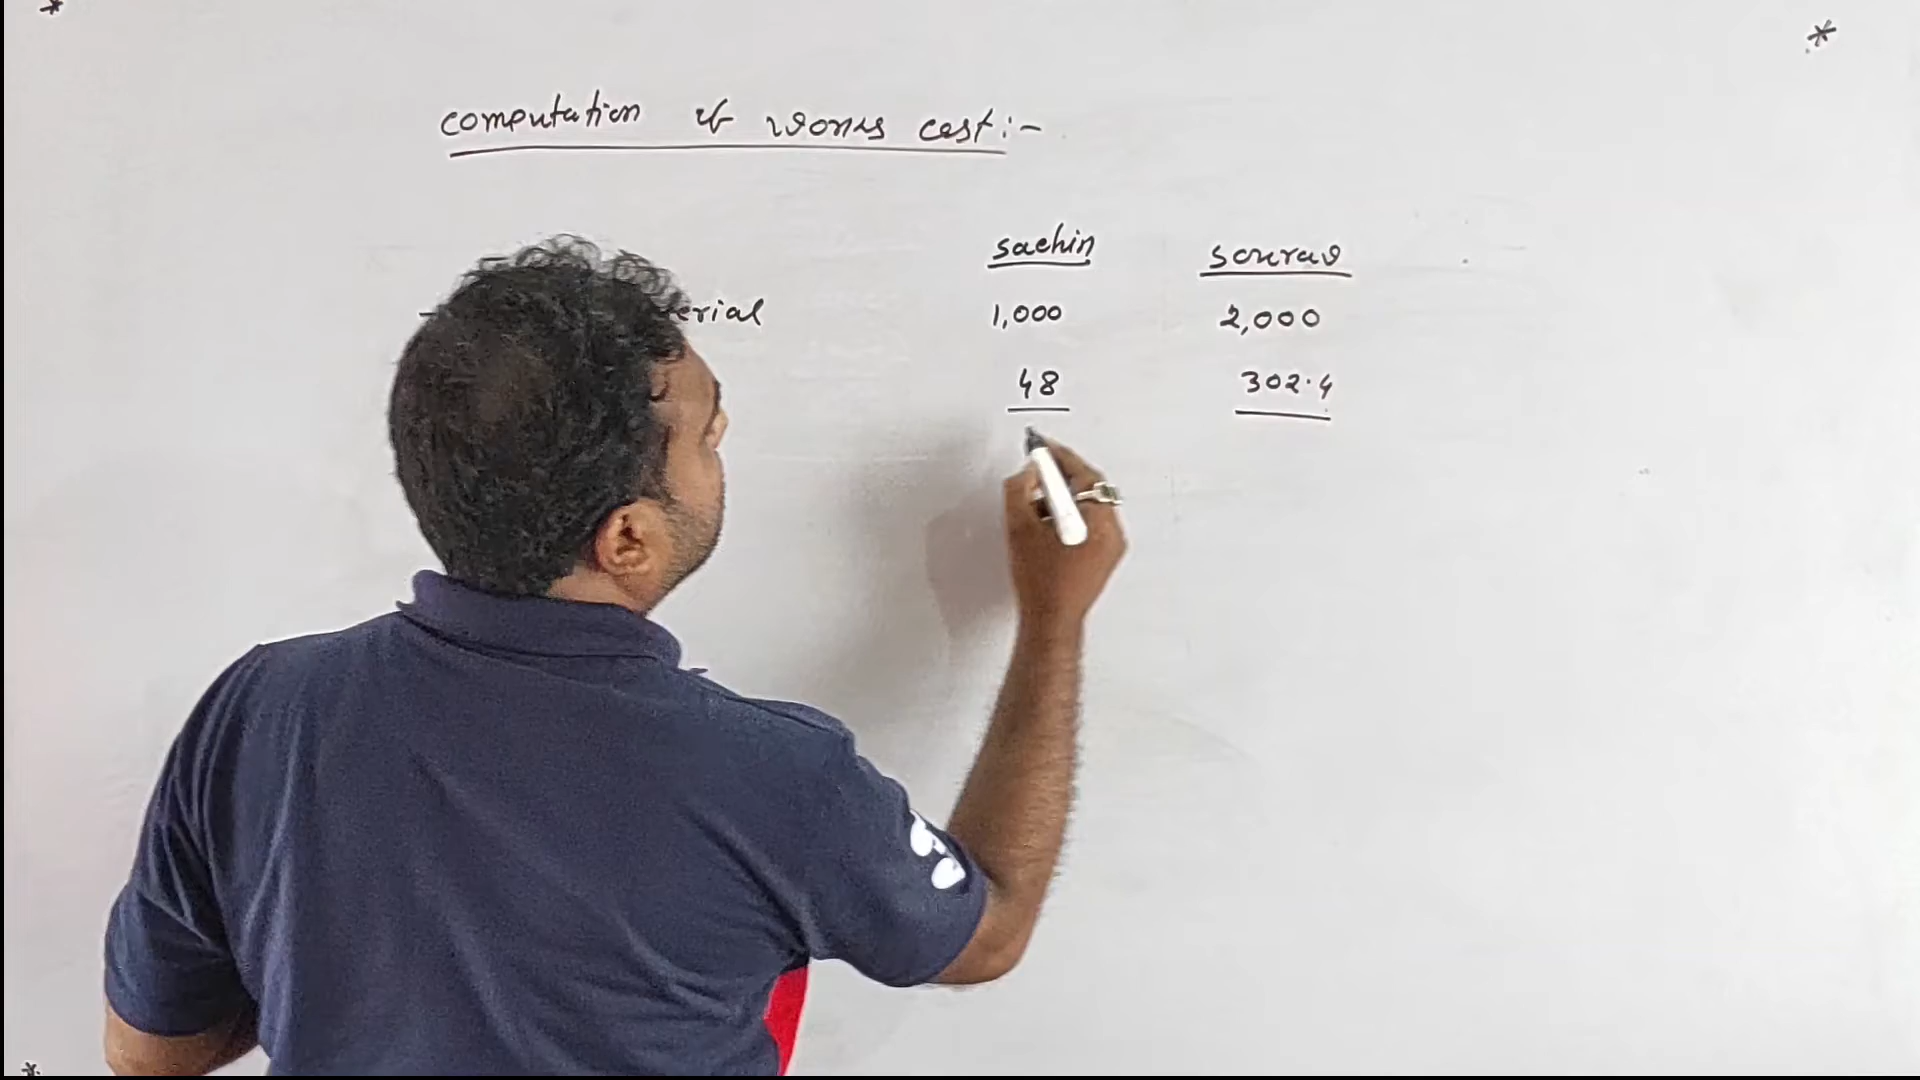 computation of works cost:-
sachin sourav
erial 1,000 2,000
48 302.4